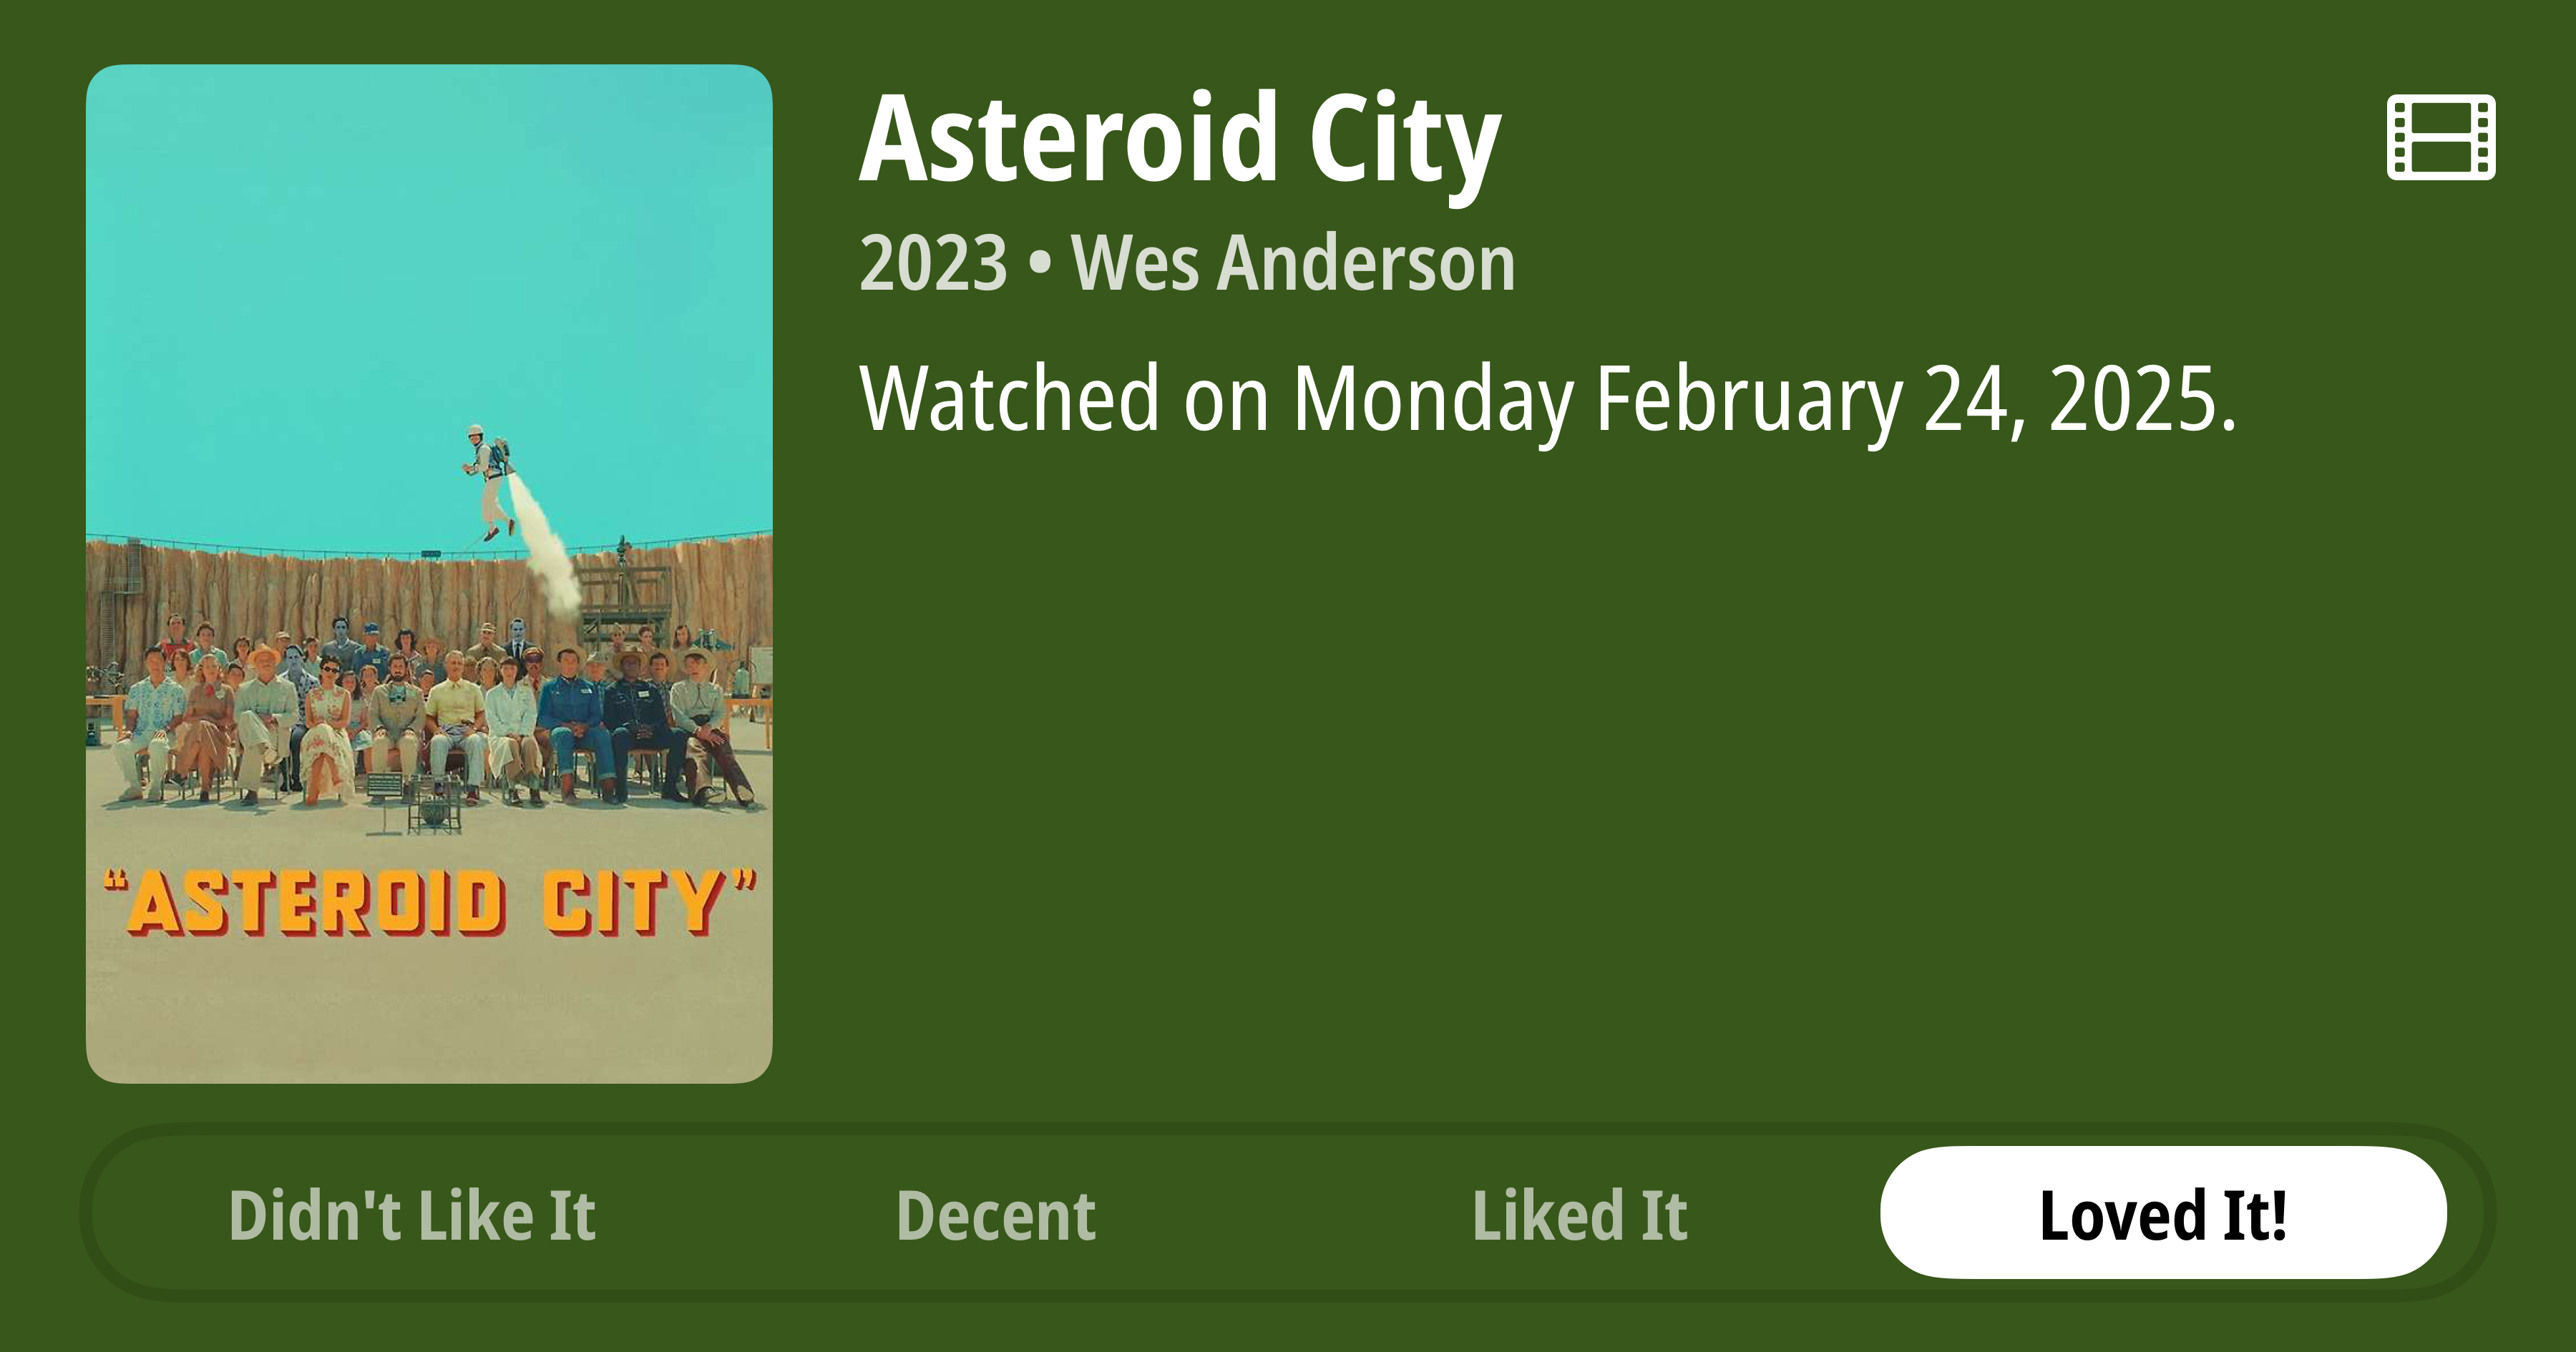 Asteroid City
2023 • Wes Anderson
Watched on Monday February 24, 2025.
“ASTEROID CITY”
Didn't Like It
Decent
Liked It
Loved It!